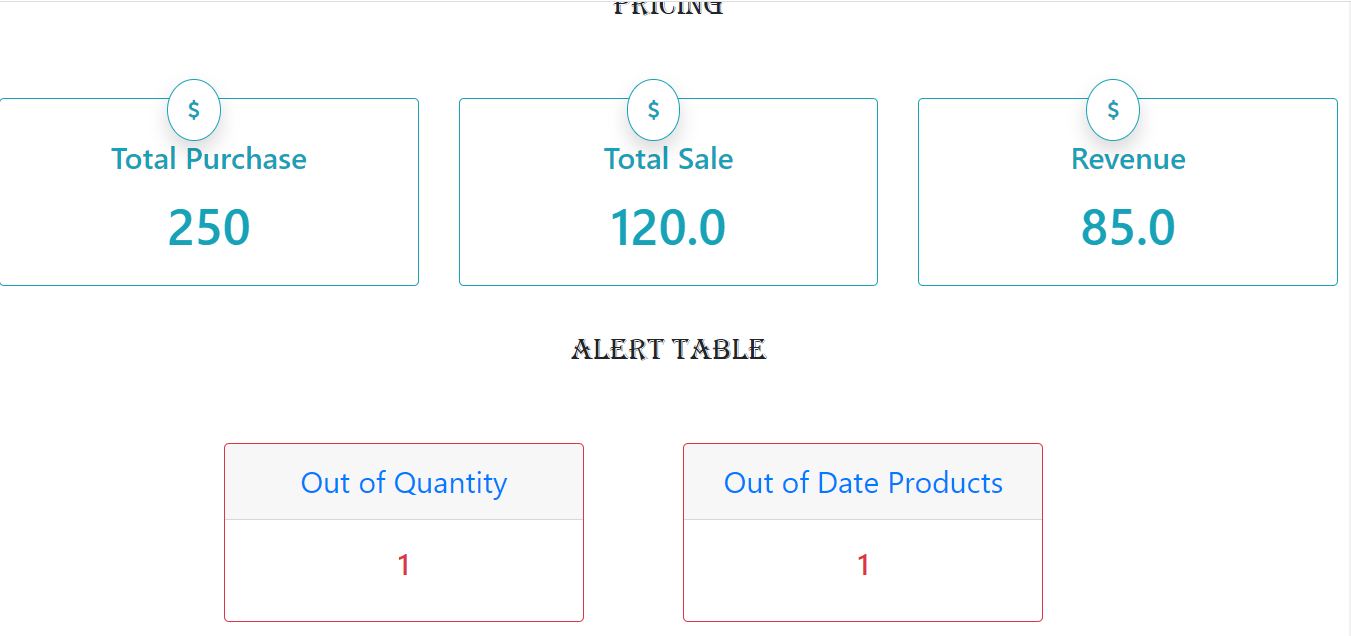 PRICING
$ $ $
Total Purchase Total Sale Revenue
250 120.0 85.0
ALERT TABLE
Out of Quantity Out of Date Products
1 1